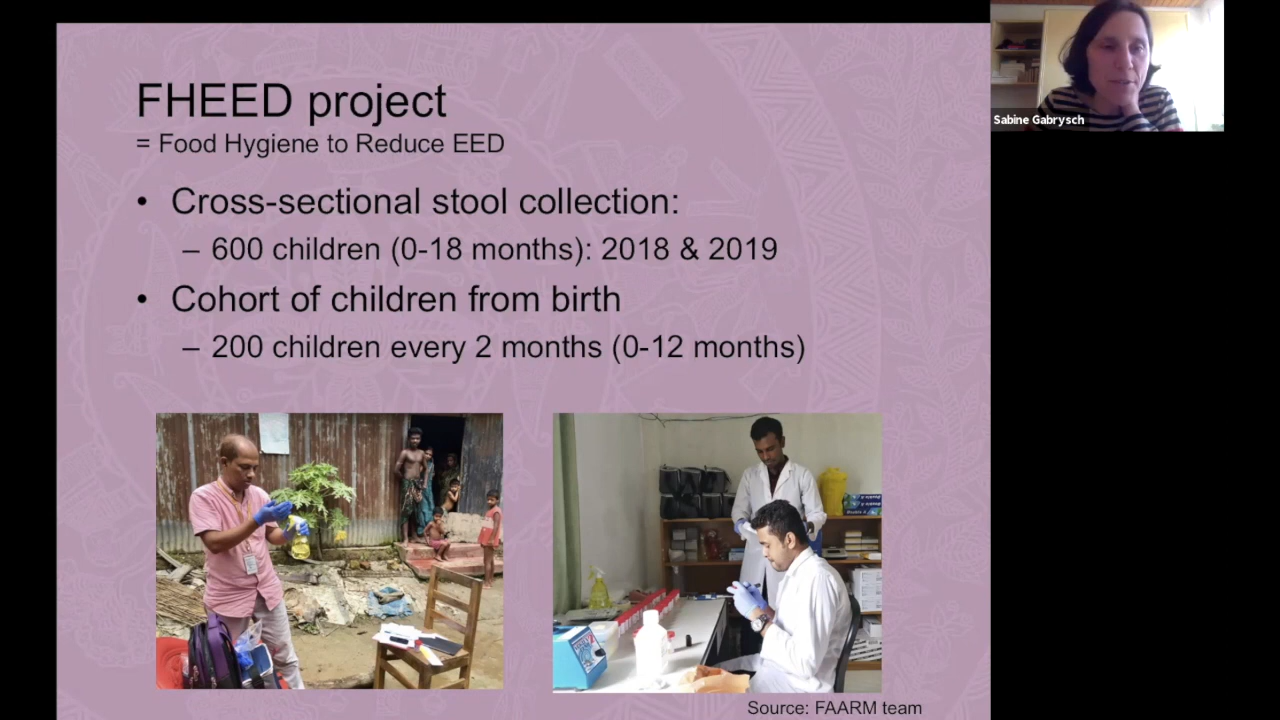 FHEED project
= Food Hygiene to Reduce EED
• Cross-sectional stool collection:
– 600 children (0-18 months): 2018 & 2019
• Cohort of children from birth
– 200 children every 2 months (0-12 months)
Source: FAARM team
Sabine Gabrysch